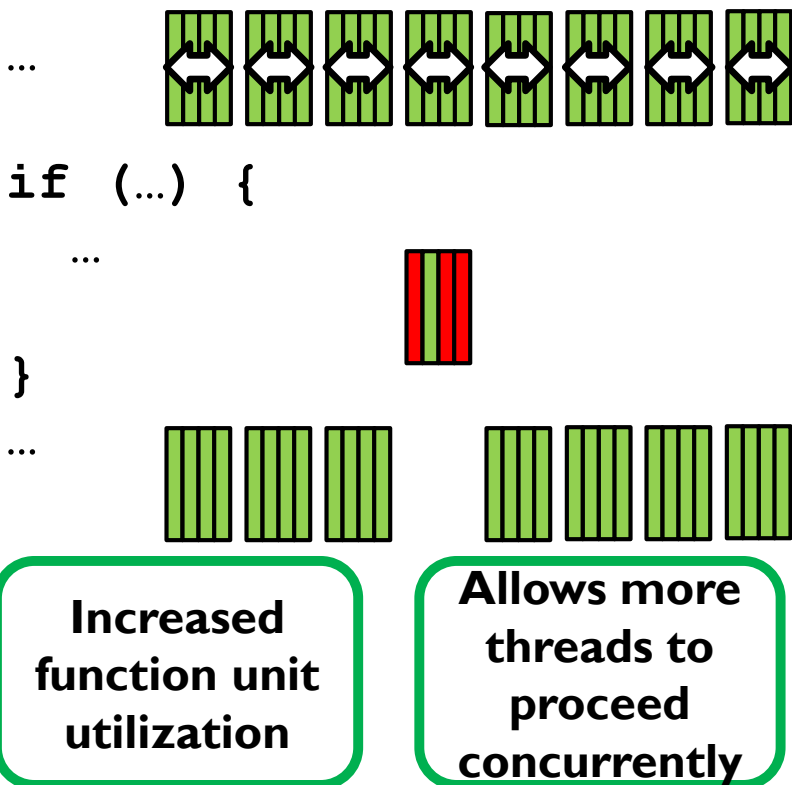 ...
if (...) {
...
}
...
Increased
function unit
utilization
Allows more
threads to
proceed
concurrently